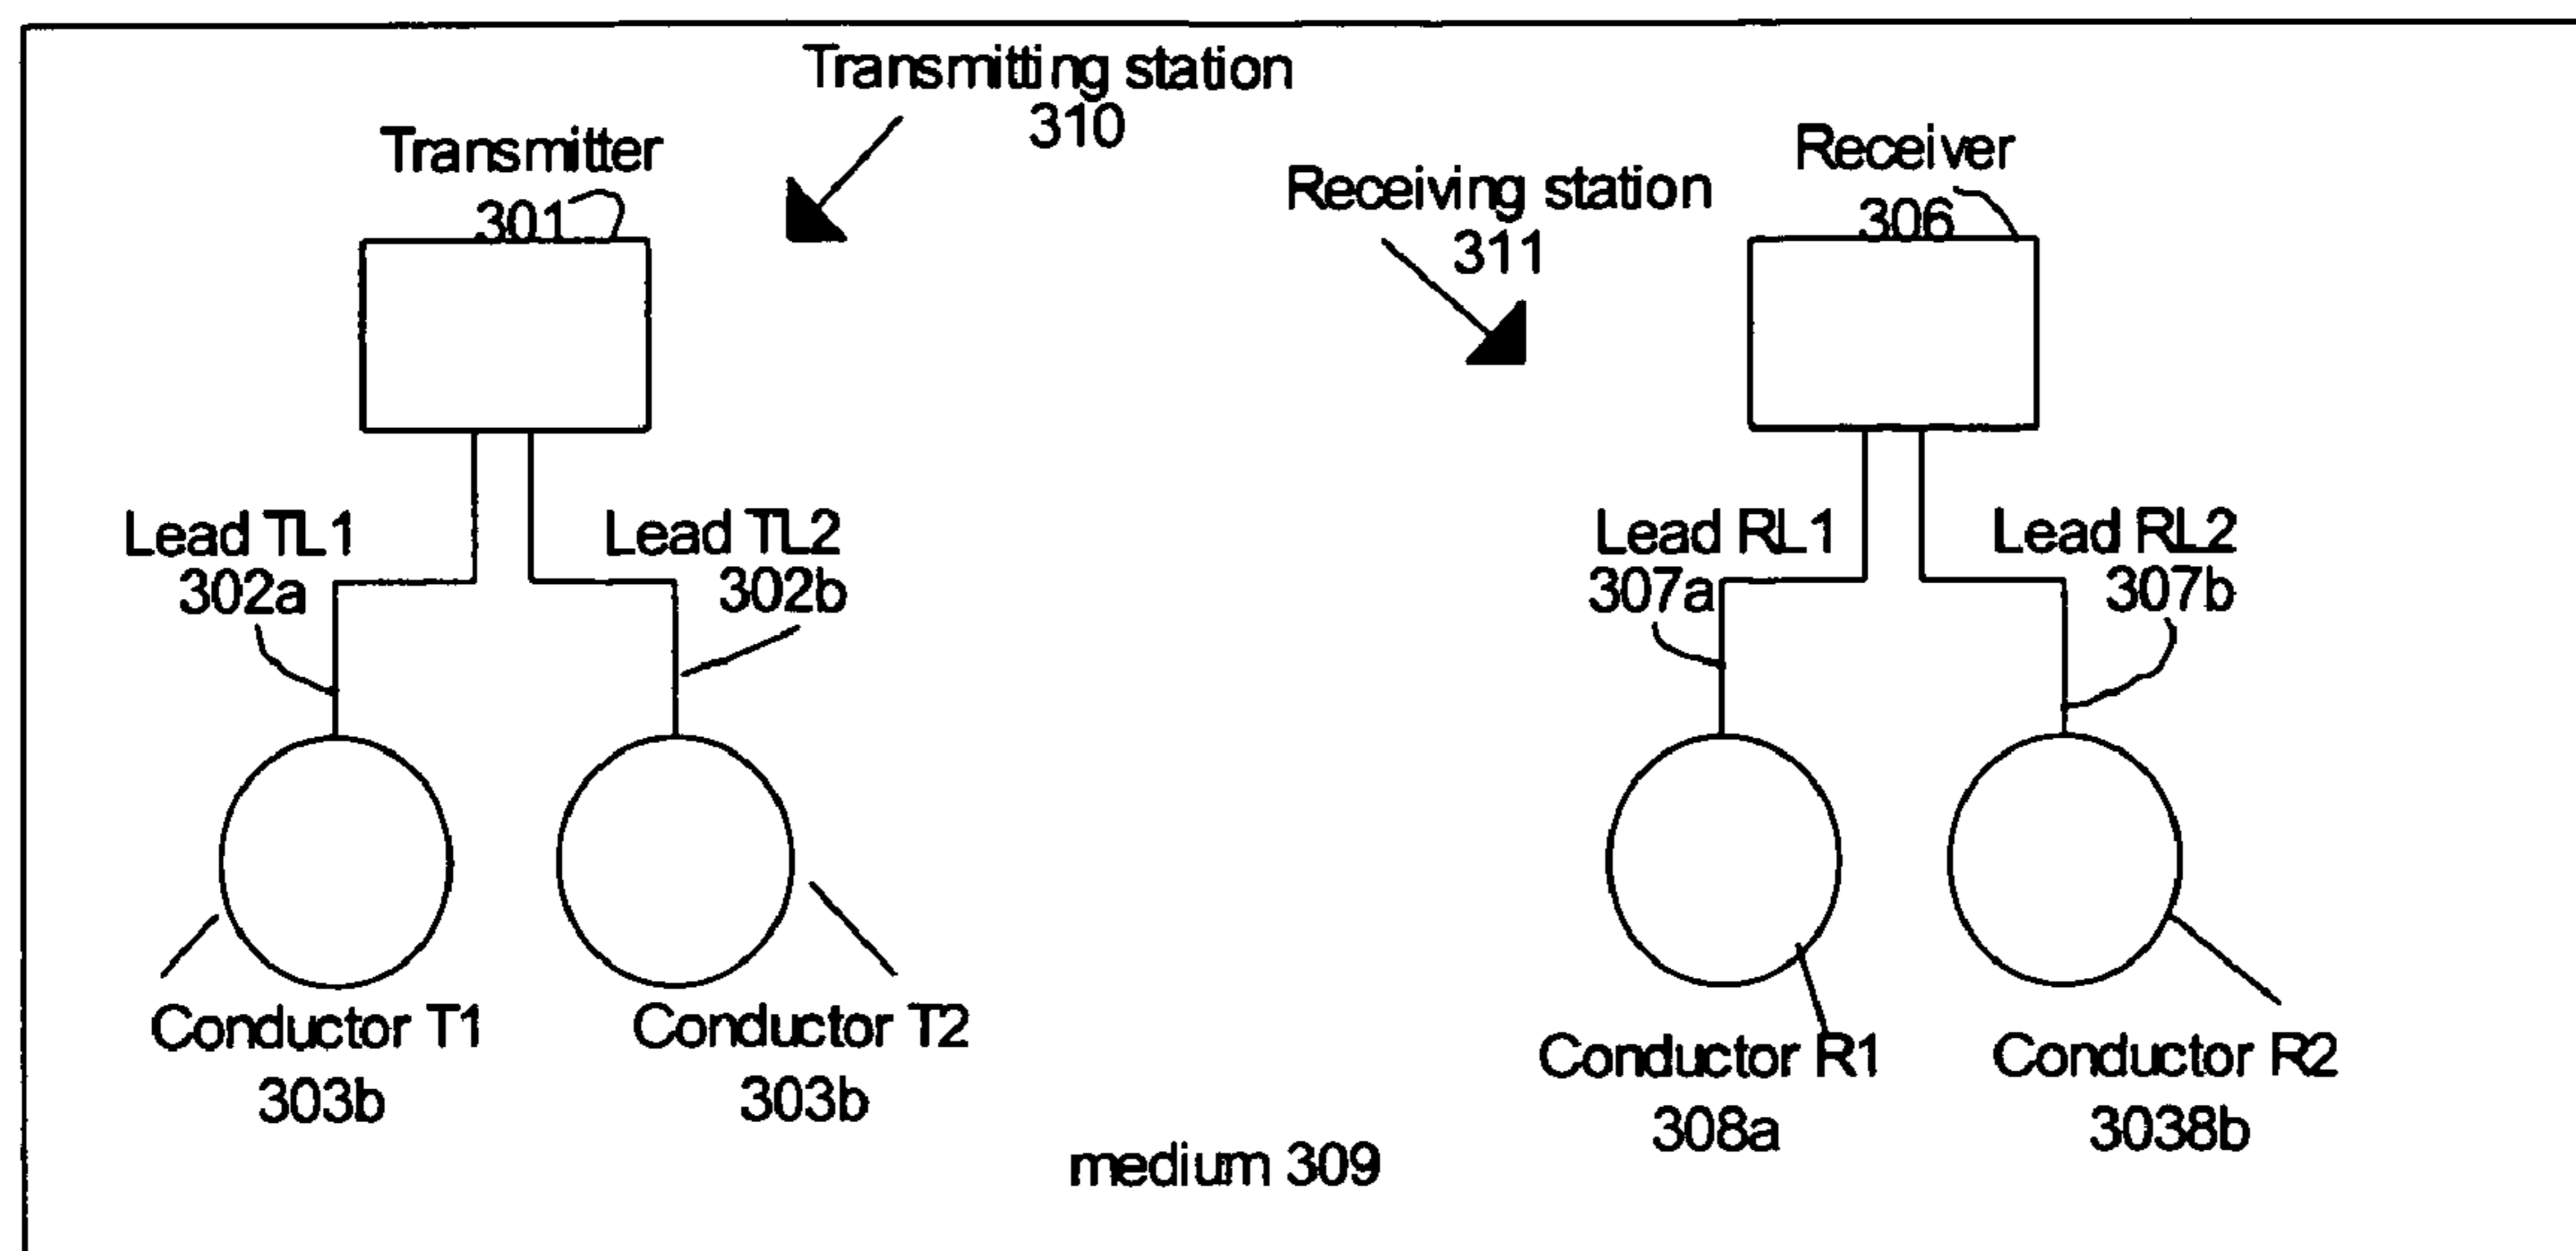 Transmitting station
310
Transmitter
301
Receiving station
311
Receiver
306
Lead TL1
302a
Lead TL2
302b
Lead RL1
307a
Lead RL2
307b
Conductor T1
303b
Conductor T2
303b
Conductor R1
308a
Conductor R2
3038b
medium 309